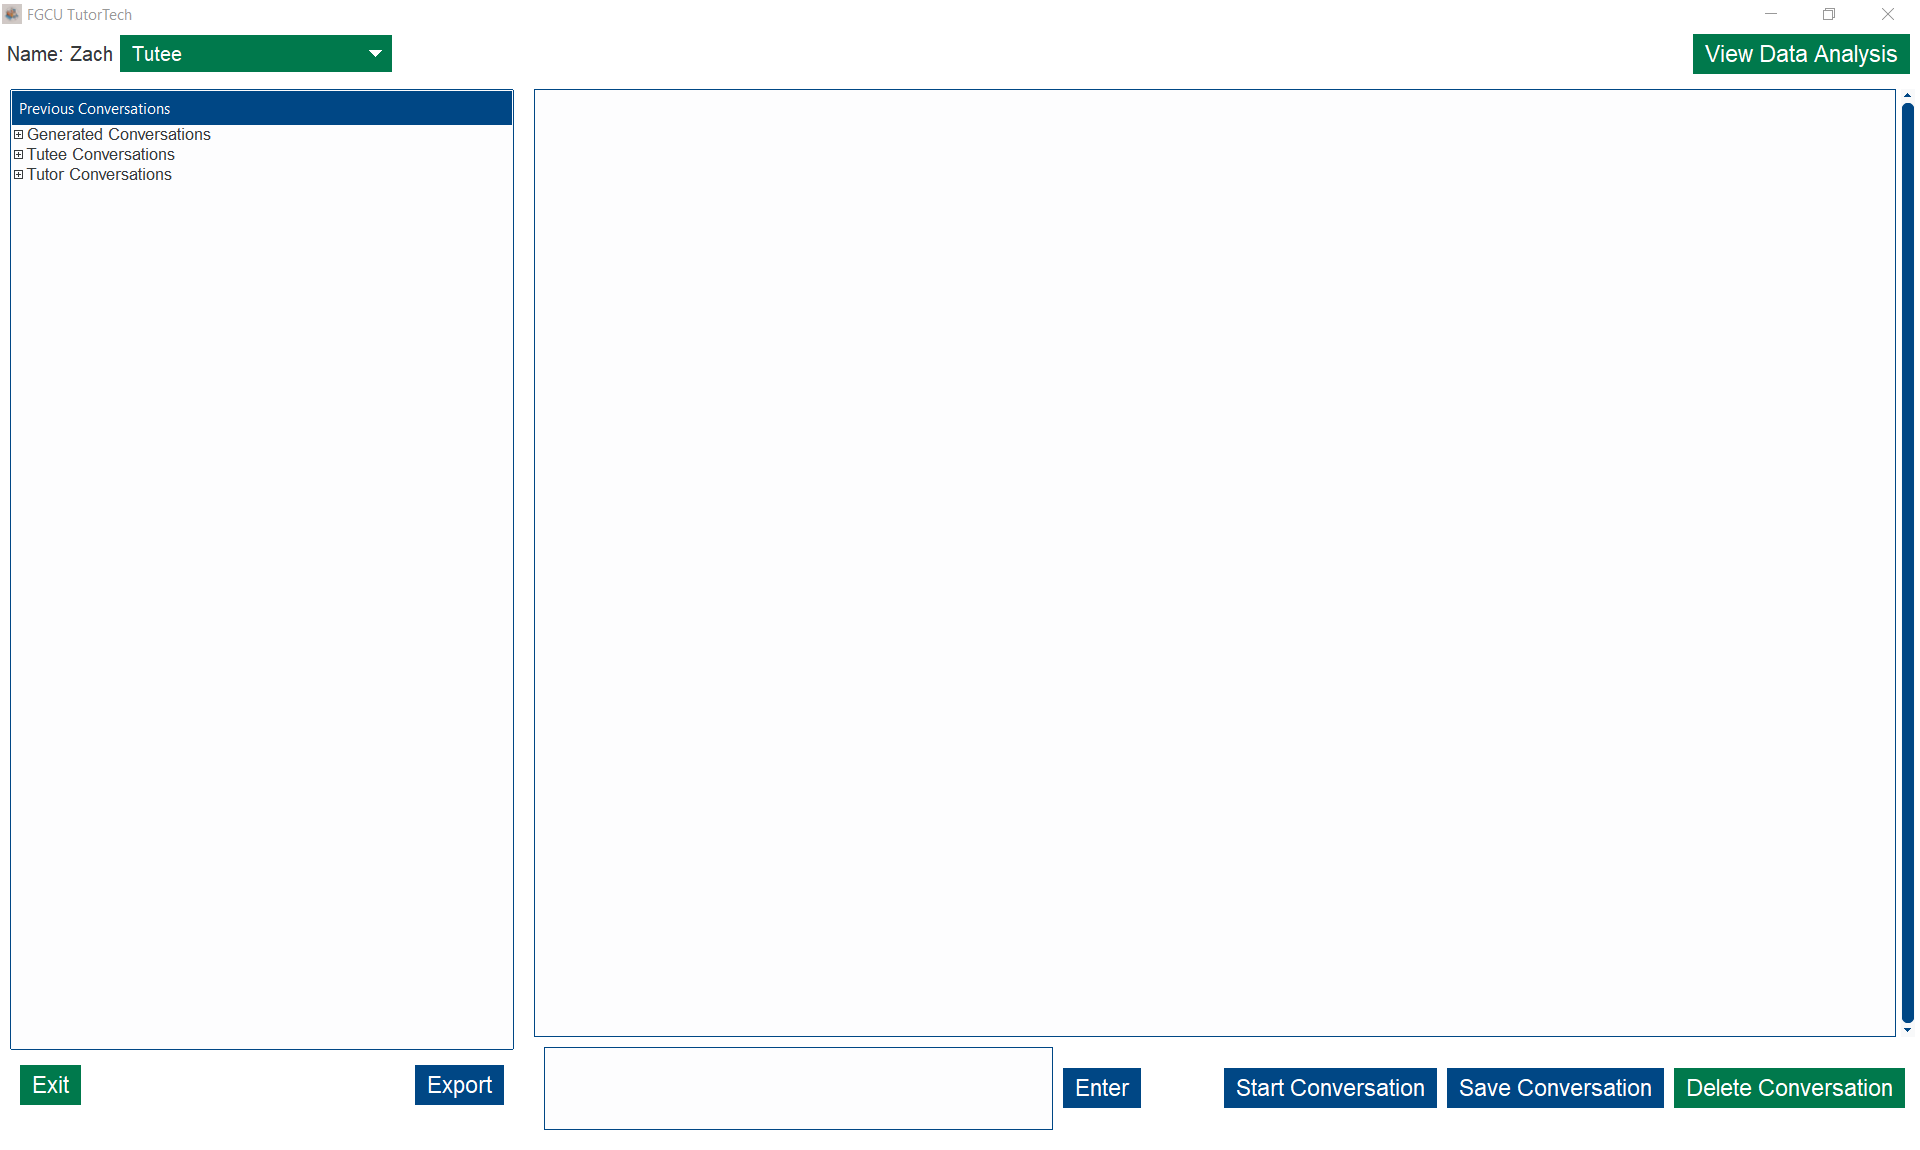 FGCU TutorTech
Name: Zach
Tutee
View Data Analysis
Previous Conversations
Generated Conversations
Tutee Conversations
Tutor Conversations
Exit
Export
Enter
Start Conversation
Save Conversation
Delete Conversation